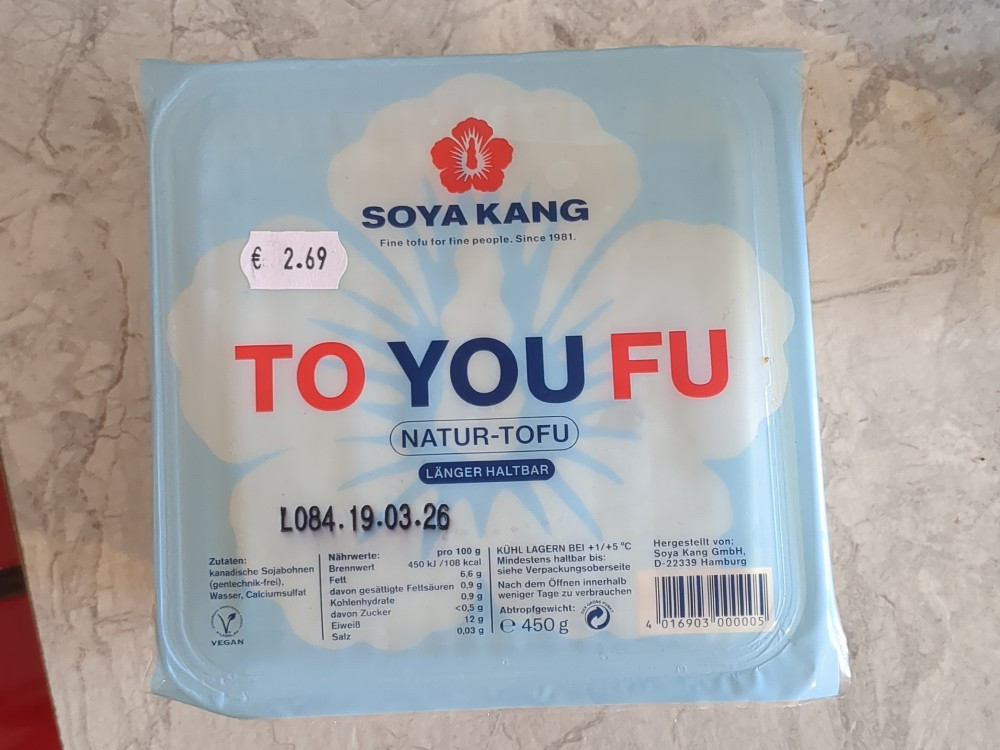 SOYA KANG
Fine tofu for fine people. Since 1981.
€ 2.69
TO YOU FU
NATUR-TOFU
LÄNGER HALTBAR
L084.19.03.26
Zutaten:
kanadische Sojabohnen
(gentechnik-frei),
Wasser, Calciumsulfat
VEGAN
Nährwerte: pro 100 g
Brennwert 450 kJ /108 kcal
Fett 6,6 g
davon gesättigte Fettsäuren 0,9 g
Kohlenhydrate 0,9 g
davon Zucker <0,5 g
Eiweiß 12 g
Salz 0,03 g
KÜHL LAGERN BEI +1/+5 °C
Mindestens haltbar bis:
siehe Verpackungsoberseite
Nach dem Öffnen innerhalb
weniger Tage zu verbrauchen
Abtropfgewicht:
℮ 450 g
DER GRÜNE PUNKT
Hergestellt von:
Soya Kang GmbH,
D-22339 Hamburg
4 016903 000005